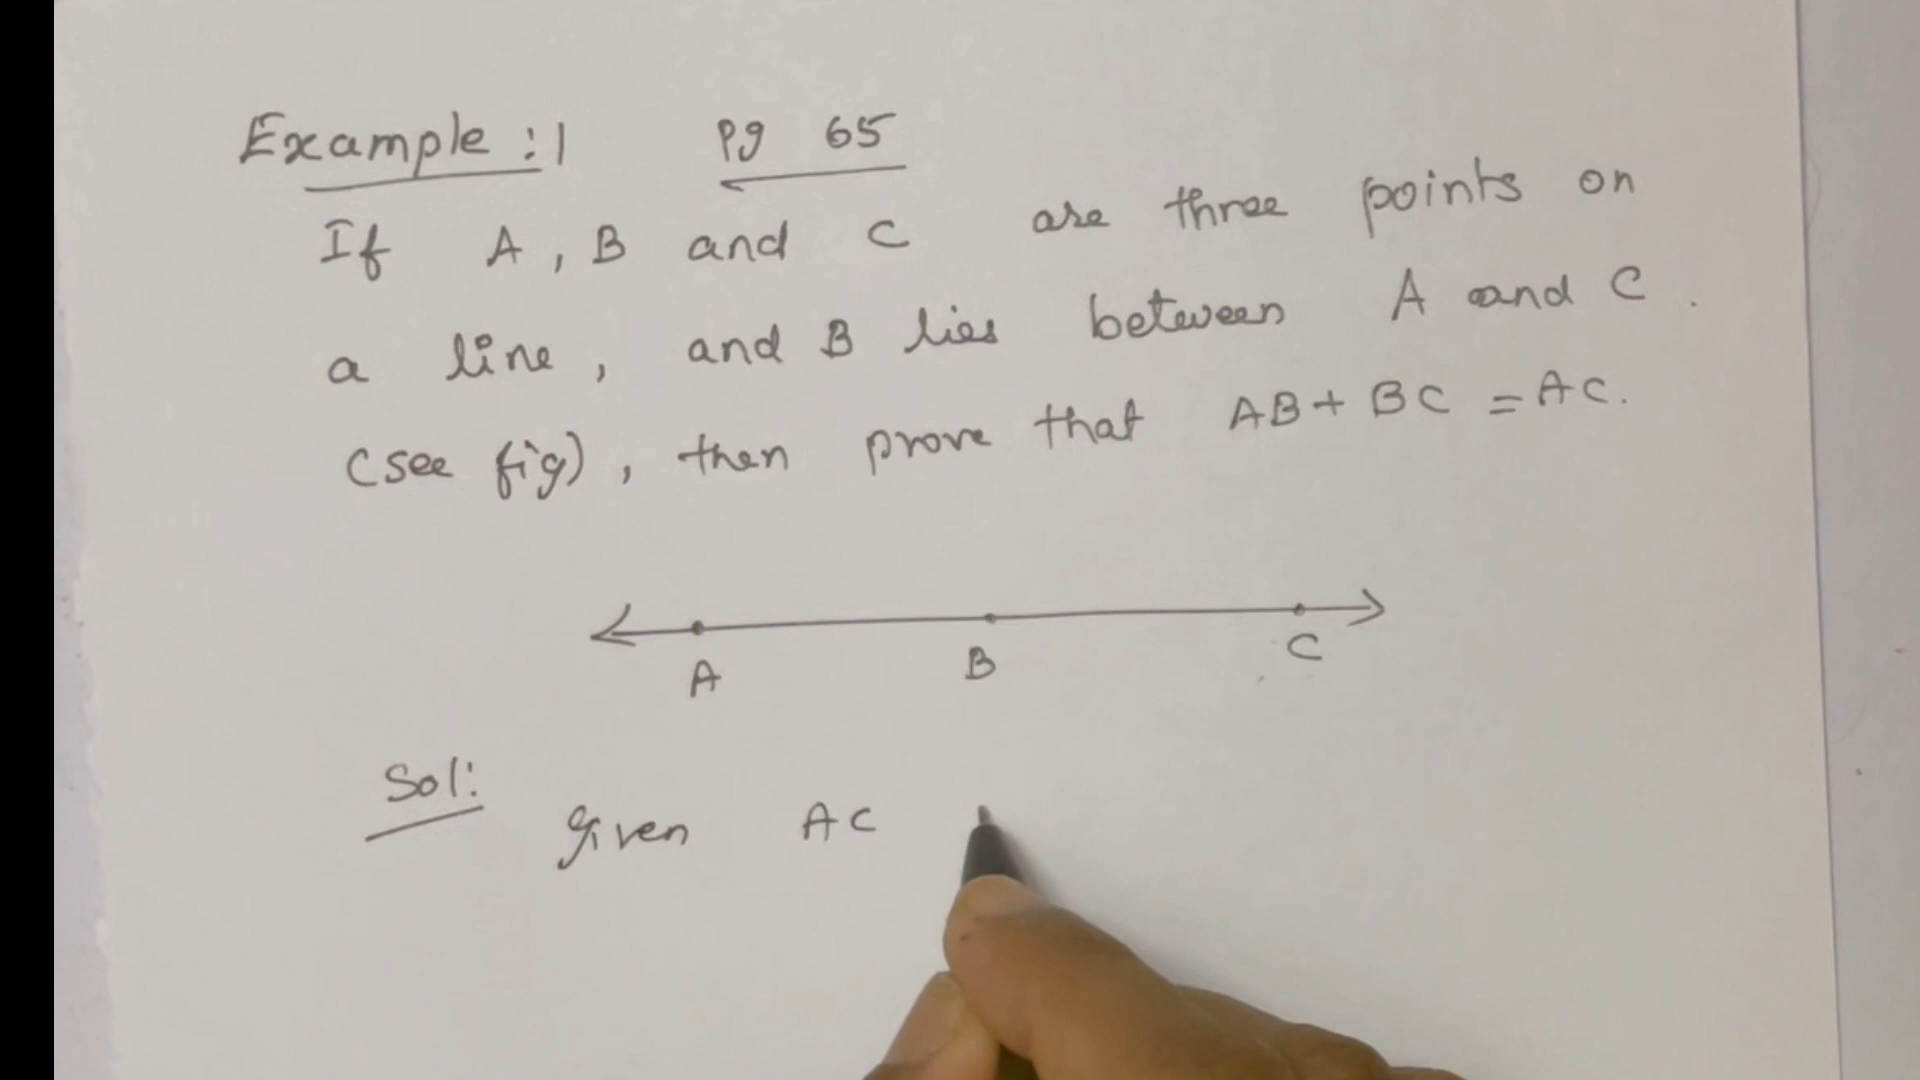 Example : 1 Pg 65
If A, B and C are three points on
a line, and B lies between A and C.
(see fig), then prove that AB + BC = AC.
A B C
Sol:
Given AC